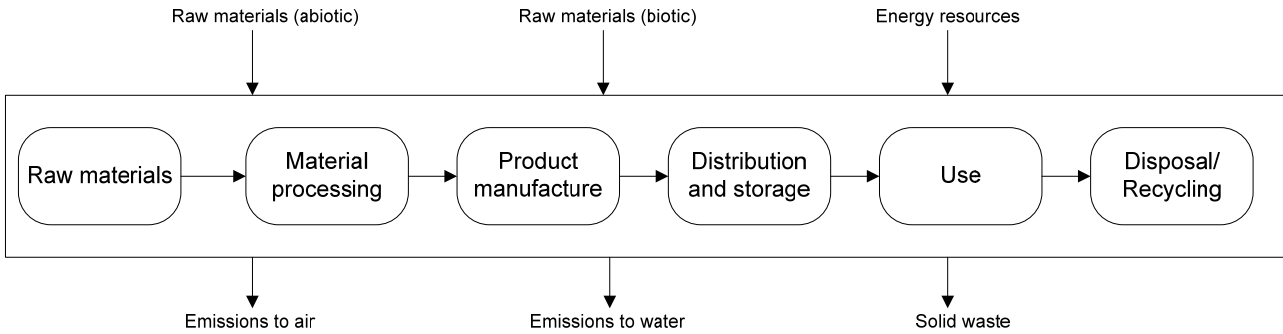 Raw materials (abiotic)
Raw materials (biotic)
Energy resources
Raw materials
Material
processing
Product
manufacture
Distribution
and storage
Use
Disposal/
Recycling
Emissions to air
Emissions to water
Solid waste